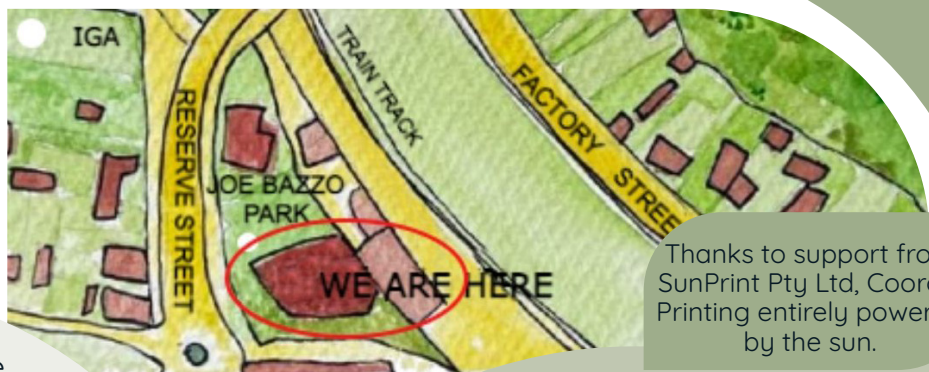 IGA
TRAIN TRACK
FACTORY STREE
RESERVE STREET
JOE BAZZO
PARK
WE ARE HERE
Thanks to support fro
SunPrint Pty Ltd, Coor
Printing entirely power
by the sun.
e